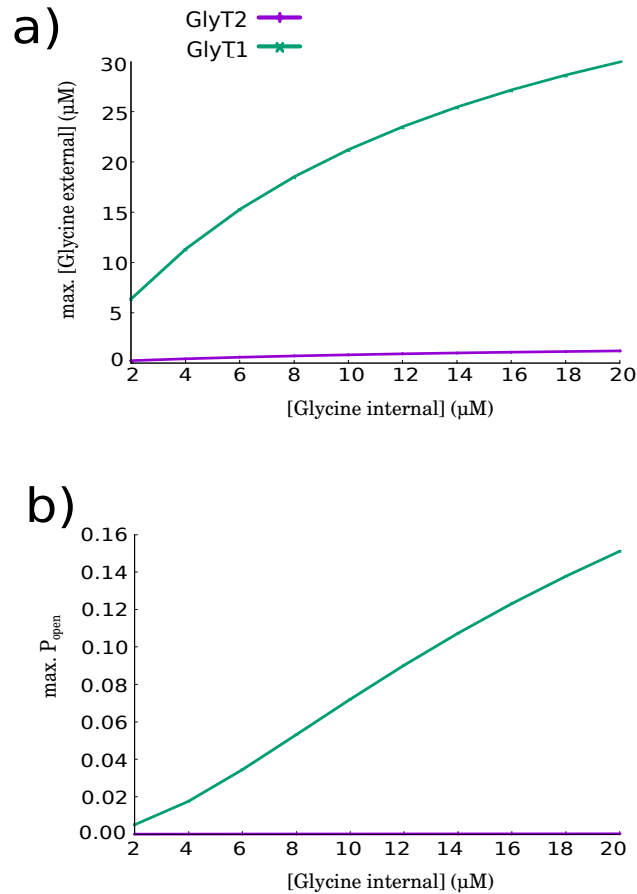 a)
GlyT2
GlyT1
30
25
20
15
10
5
0
max. [Glycine external] (µM)
2 4 6 8 10 12 14 16 18 20
[Glycine internal] (µM)
b)
0.16
0.14
0.12
0.10
0.08
0.06
0.04
0.02
0.00
max. Popen
2 4 6 8 10 12 14 16 18 20
[Glycine internal] (µM)